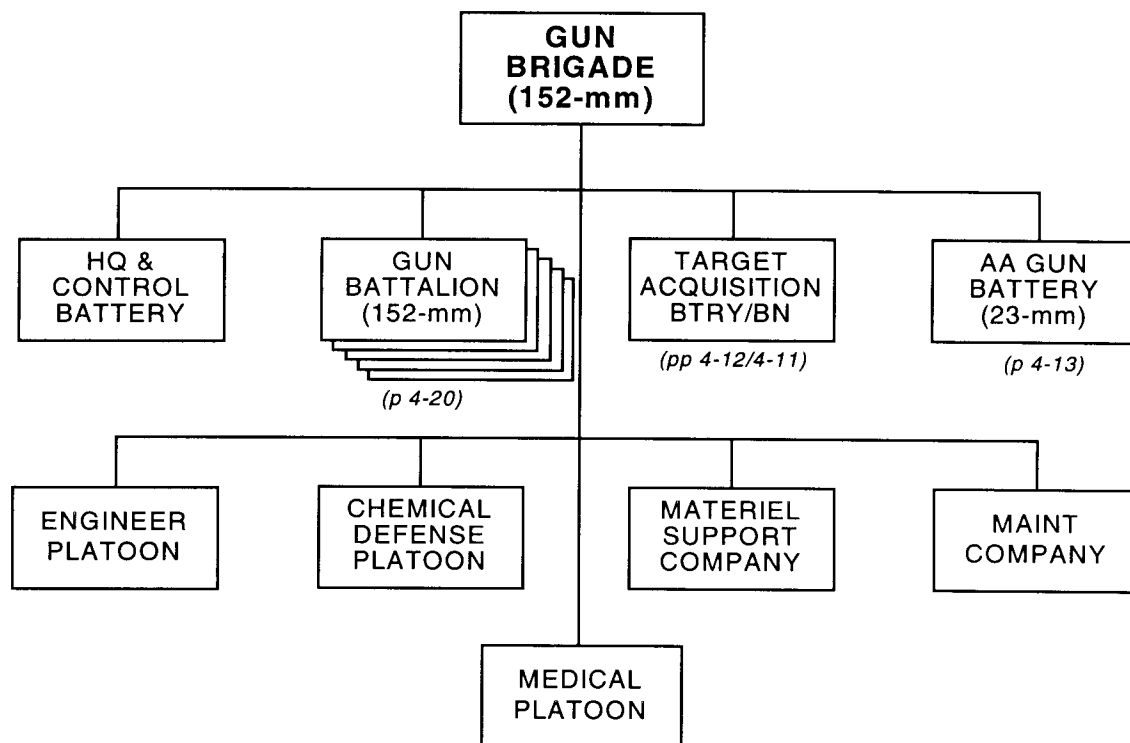 GUN
BRIGADE
(152-mm)
HQ &
CONTROL
BATTERY
GUN
BATTALION
(152-mm)
(p 4-20)
TARGET
ACQUISITION
BTRY/BN
(pp 4-12/4-11)
AA GUN
BATTERY
(23-mm)
(p 4-13)
ENGINEER
PLATOON
CHEMICAL
DEFENSE
PLATOON
MATERIEL
SUPPORT
COMPANY
MAINT
COMPANY
MEDICAL
PLATOON